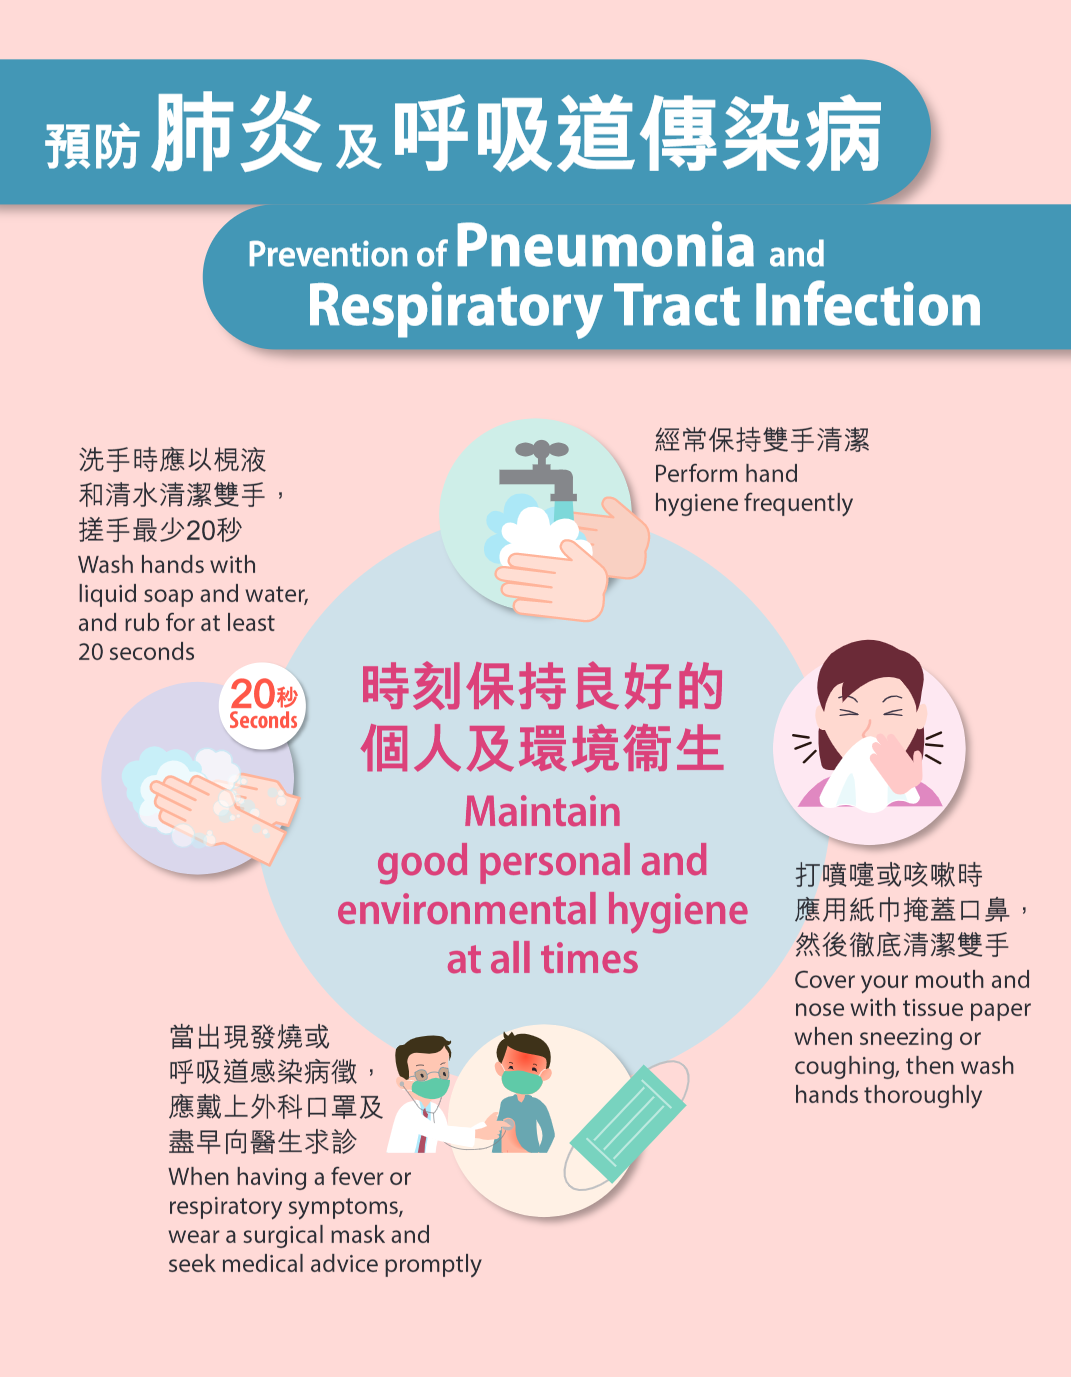 預防肺炎及呼吸道傳染病
Prevention of Pneumonia and
Respiratory Tract Infection
經常保持雙手清潔
Perform hand
hygiene frequently
洗手時應以梘液
和清水清潔雙手，
搓手最少20秒
Wash hands with
liquid soap and water,
and rub for at least
20 seconds
20秒
Seconds
時刻保持良好的
個人及環境衞生
Maintain
good personal and
environmental hygiene
at all times
打噴嚏或咳嗽時
應用紙巾掩蓋口鼻，
然後徹底清潔雙手
Cover your mouth and
nose with tissue paper
when sneezing or
coughing, then wash
hands thoroughly
當出現發燒或
呼吸道感染病徵，
應戴上外科口罩及
盡早向醫生求診
When having a fever or
respiratory symptoms,
wear a surgical mask and
seek medical advice promptly